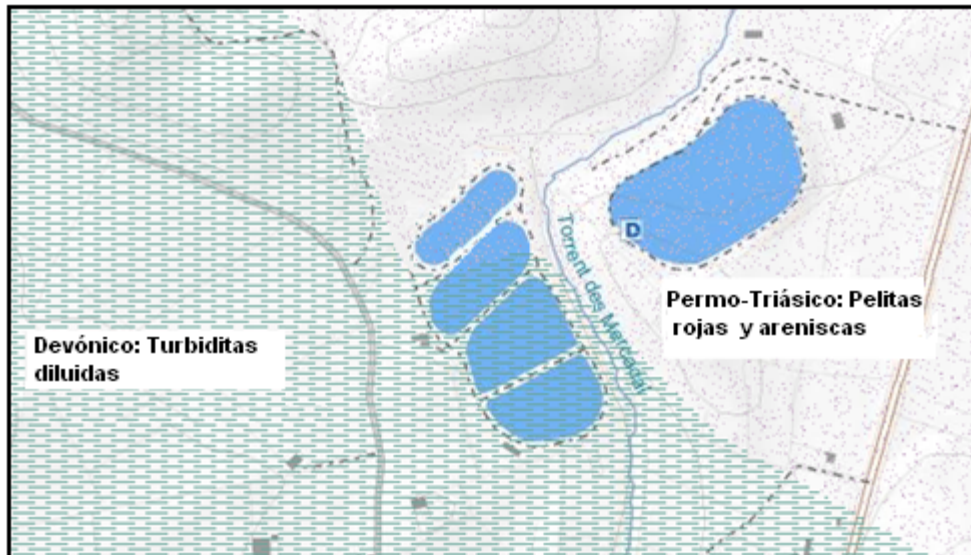 Torrent des Mercadal
D
Permo-Triásico: Pelitas
rojas y areniscas
Devónico: Turbiditas
diluidas